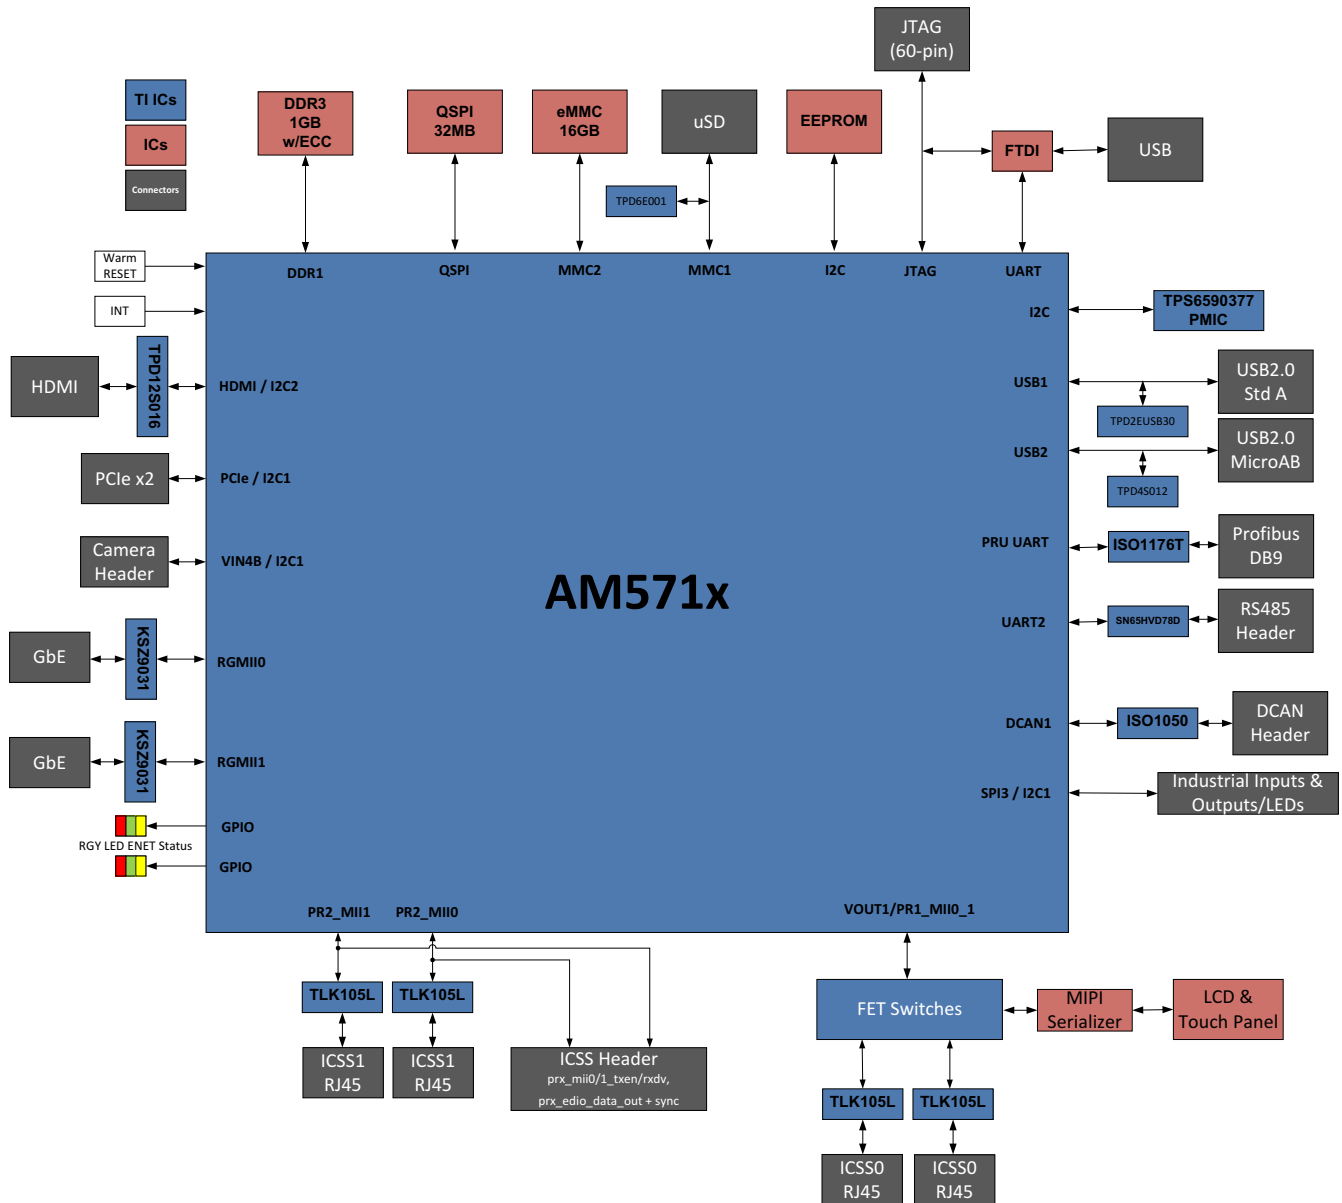 JTAG
(60-pin)
TI ICs
ICs
Connectors
DDR3
1GB
w/ECC
QSPI
32MB
eMMC
16GB
uSD
EEPROM
FTDI
USB
TPD6E001
Warm
RESET
INT
DDR1
QSPI
MMC2
MMC1
I2C
JTAG
UART
I2C
TPS6590377
PMIC
HDMI
TPD12S016
HDMI / I2C2
USB1
USB2.0
Std A
TPD2EUSB30
USB2
USB2.0
MicroAB
TPD4S012
PCIe x2
PCIe / I2C1
Camera
Header
VIN4B / I2C1
PRU UART
ISO1176T
Profibus
DB9
AM571x
UART2
SN65HVD78D
RS485
Header
GbE
KSZ9031
RGMII0
GbE
KSZ9031
RGMII1
DCAN1
ISO1050
DCAN
Header
SPI3 / I2C1
Industrial Inputs &
Outputs/LEDs
GPIO
RGY LED ENET Status
GPIO
PR2_MII1
PR2_MII0
VOUT1/PR1_MII0_1
TLK105L
TLK105L
FET Switches
MIPI
Serializer
LCD &
Touch Panel
ICSS1
RJ45
ICSS1
RJ45
ICSS Header
prx_mii0/1_txen/rxdv,
prx_edio_data_out + sync
TLK105L
TLK105L
ICSS0
RJ45
ICSS0
RJ45